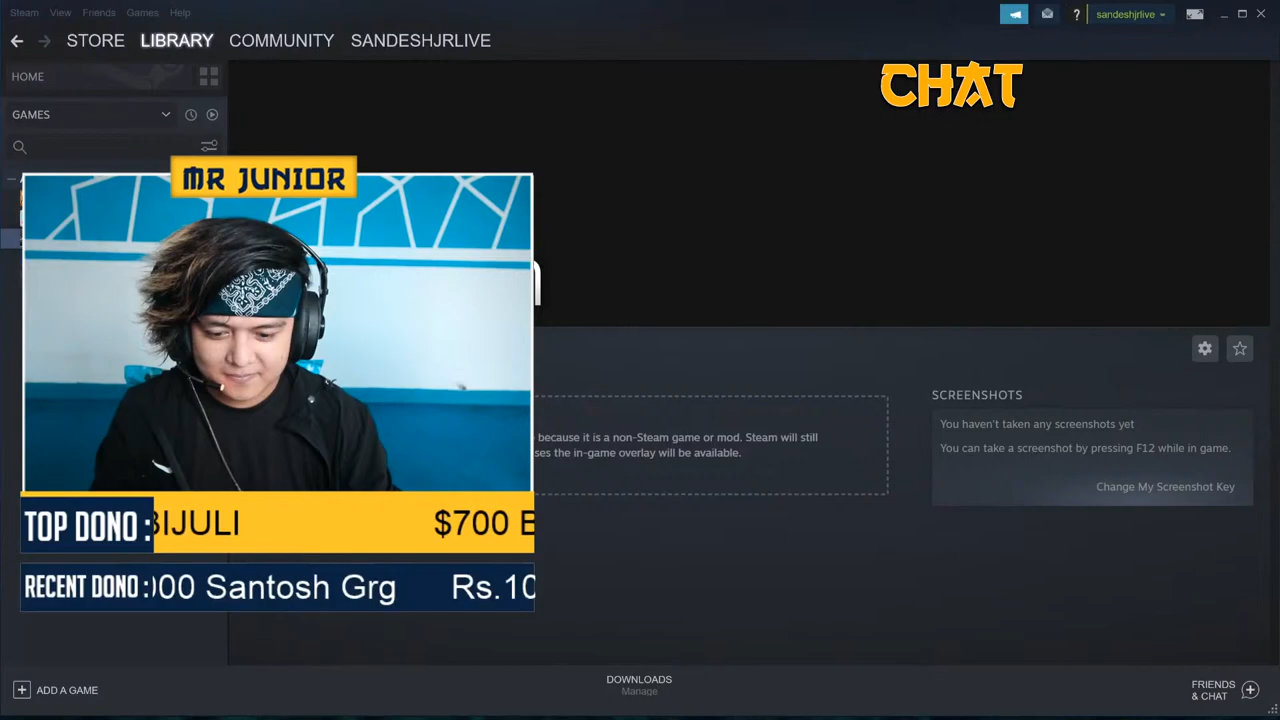 Steam View Friends Games Help
? sandeshjrlive
STORE LIBRARY COMMUNITY SANDESHJRLIVE
HOME
CHAT
GAMES
MR JUNIOR
SCREENSHOTS
You haven't taken any screenshots yet
You can take a screenshot by pressing F12 while in game.
Change My Screenshot Key
because it is a non-Steam game or mod. Steam will still
ses the in-game overlay will be available.
TOP DONO : BIJULI $700 B
RECENT DONO : 000 Santosh Grg Rs.10
ADD A GAME
DOWNLOADS
Manage
FRIENDS
& CHAT